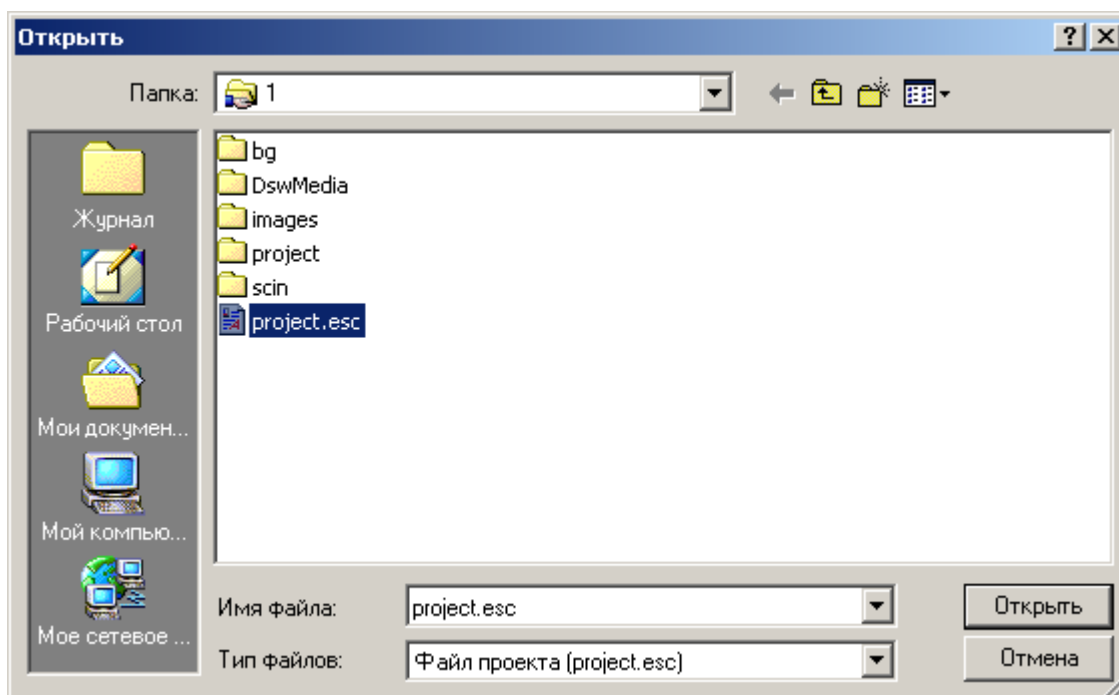 Открыть
Папка: 1
bg
DswMedia
images
project
scin
project.esc
Журнал
Рабочий стол
Мои докумен...
Мой компью...
Мое сетевое ...
Имя файла: project.esc Открыть
Тип файлов: Файл проекта (project.esc) Отмена